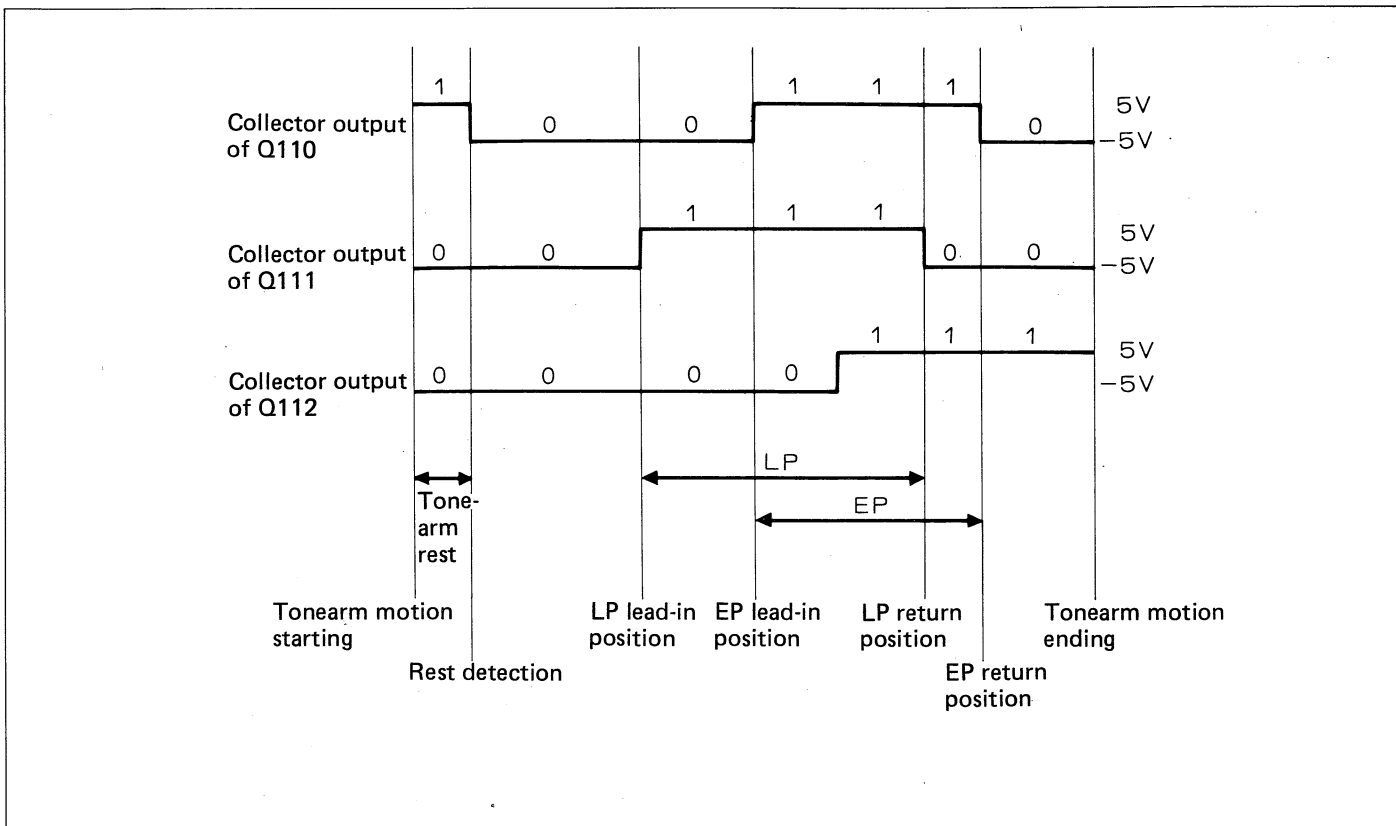 1 1 1 1
5V
Collector output
of Q110
0 0 0
-5V
1 1 1
5V
Collector output
of Q111
0 0 0 0
-5V
1 1 1
5V
Collector output
of Q112
0 0 0 0
-5V
LP
Tone-
arm
rest
EP
Tonearm motion
starting
LP lead-in
position
EP lead-in
position
LP return
position
Tonearm motion
ending
Rest detection
EP return
position